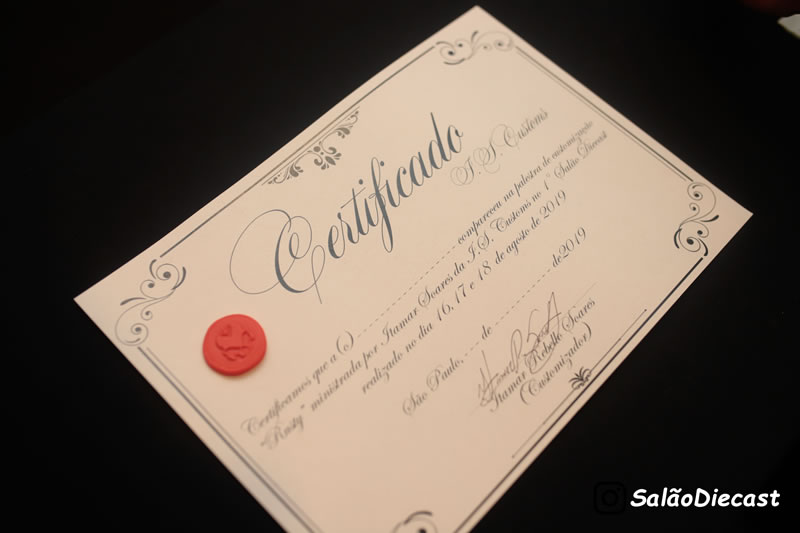 Certificado
I.S. Customs
Certificamos que a (o) ------------------ compareceu na palestra de customização
"Rusty" ministrada por Itamar Soares da I.S. Customs no 1º Salão Diecast
realizado no dia 16, 17 e 18 de agosto de 2019
São Paulo, --- de ------------ de 2019
Itamar Rebello Soares
(Customizador)
SalãoDiecast